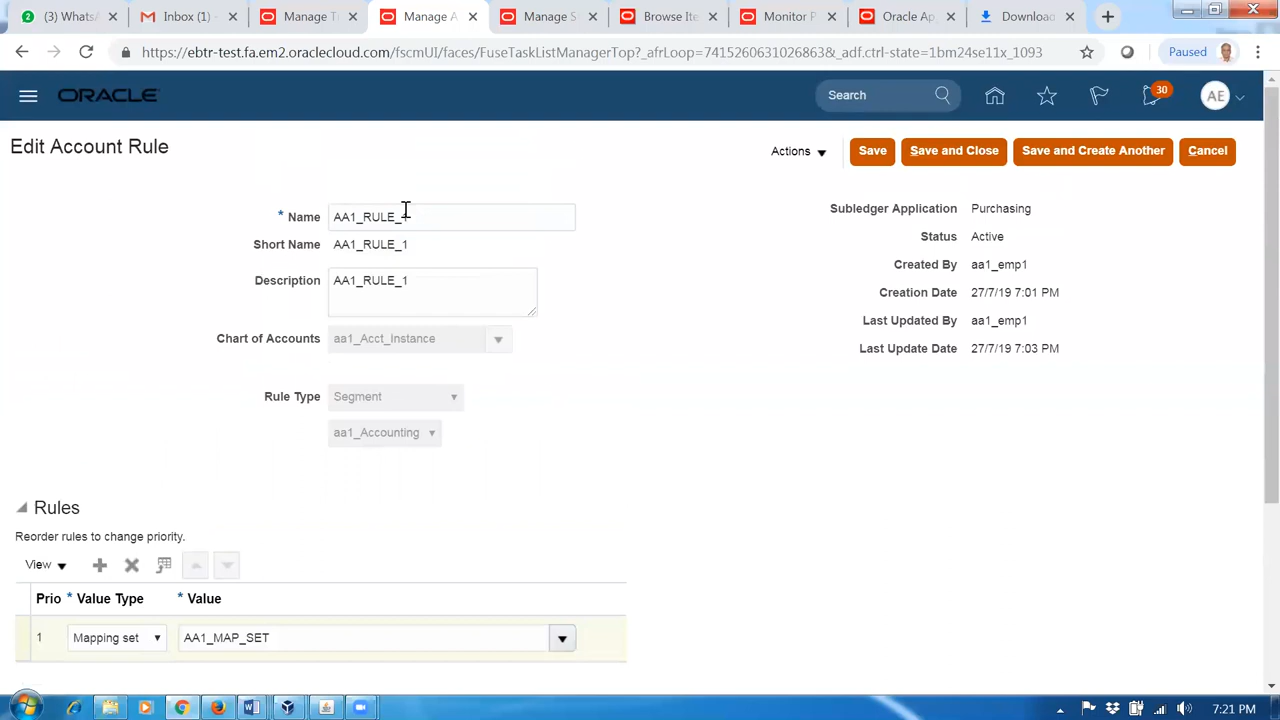 (3) WhatsA
Inbox (1)
Manage T
Manage A
Manage S
Browse Ite
Monitor P
Oracle Ap
Downloa
https://ebtr-test.fa.em2.oraclecloud.com/fscmUI/faces/FuseTaskListManagerTop?_afrLoop=74152606310268638&_adf.ctrl-state=1bm24se11x_1093
Paused
ORACLE
Search
30
AE
Edit Account Rule
Actions
Save
Save and Close
Save and Create Another
Cancel
* Name AA1_RULE_1
Short Name AA1_RULE_1
Description AA1_RULE_1
Chart of Accounts aa1_Acct_Instance
Rule Type Segment
aa1_Accounting
Subledger Application Purchasing
Status Active
Created By aa1_emp1
Creation Date 27/7/19 7:01 PM
Last Updated By aa1_emp1
Last Update Date 27/7/19 7:03 PM
Rules
Reorder rules to change priority.
View
Prio * Value Type * Value
1 Mapping set AA1_MAP_SET
7:21 PM